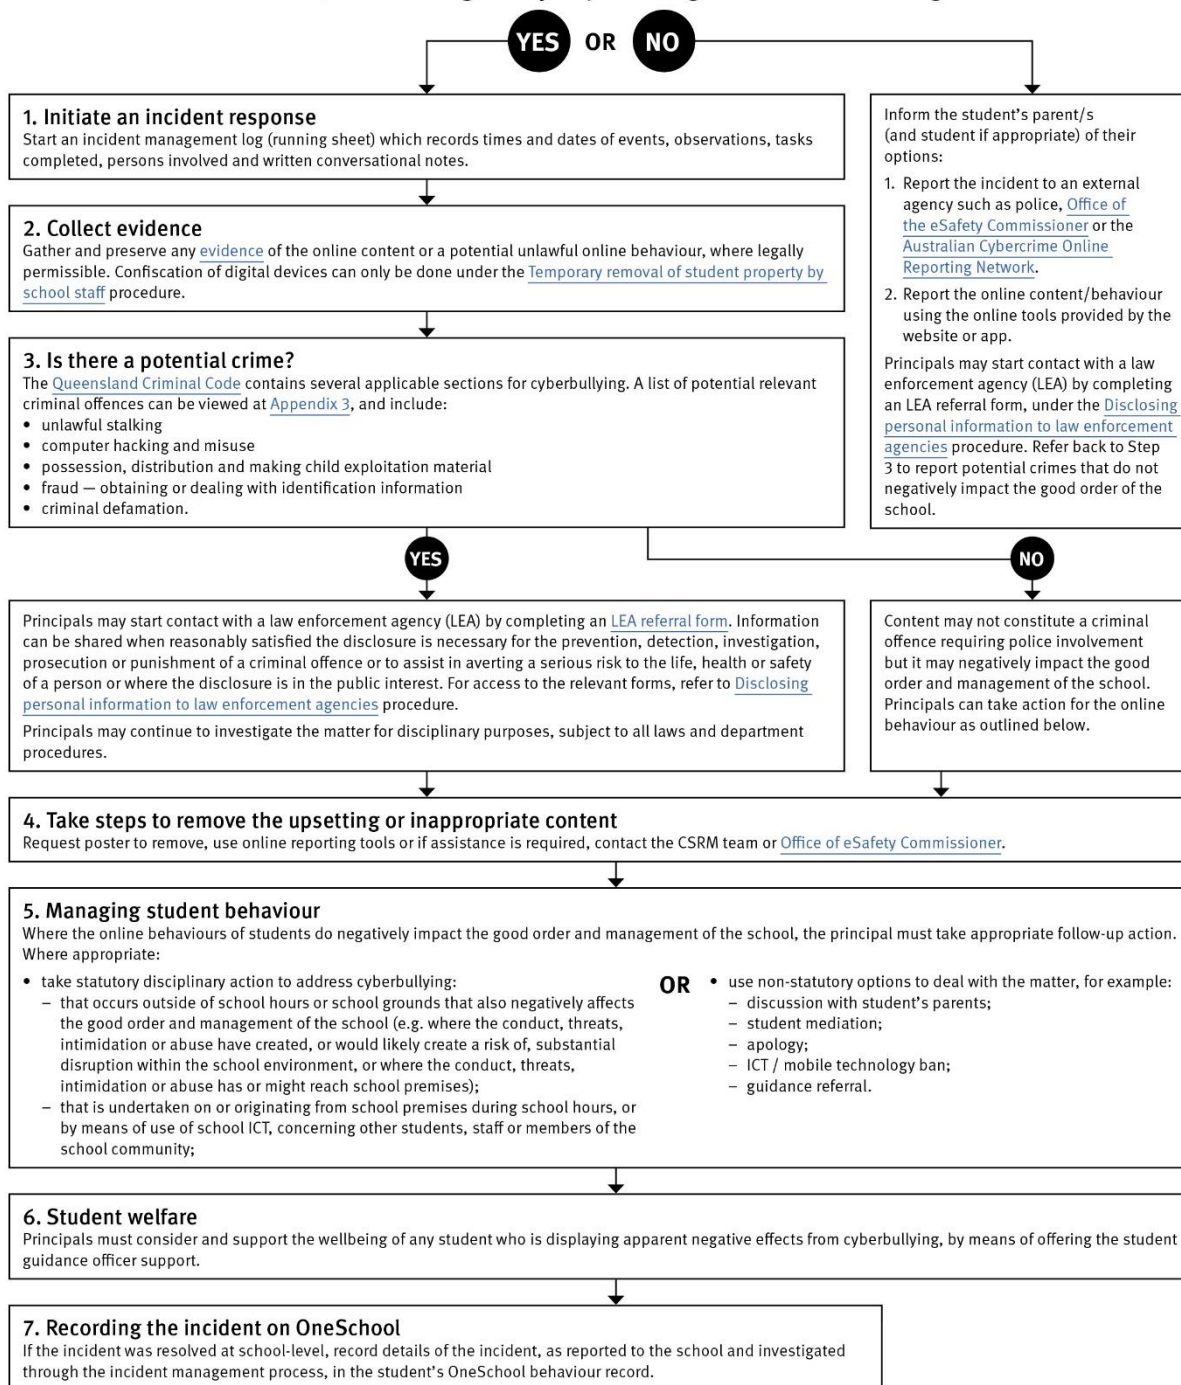 YES OR NO
1. Initiate an incident response
Start an incident management log (running sheet) which records times and dates of events, observations, tasks
completed, persons involved and written conversational notes.
2. Collect evidence
Gather and preserve any evidence of the online content or a potential unlawful online behaviour, where legally
permissible. Confiscation of digital devices can only be done under the Temporary removal of student property by
school staff procedure.
3. Is there a potential crime?
The Queensland Criminal Code contains several applicable sections for cyberbullying. A list of potential relevant
criminal offences can be viewed at Appendix 3, and include:
• unlawful stalking
• computer hacking and misuse
• possession, distribution and making child exploitation material
• fraud — obtaining or dealing with identification information
• criminal defamation.
Inform the student's parent/s
(and student if appropriate) of their
options:
1. Report the incident to an external
agency such as police, Office of
the eSafety Commissioner or the
Australian Cybercrime Online
Reporting Network.
2. Report the online content/behaviour
using the online tools provided by the
website or app.
Principals may start contact with a law
enforcement agency (LEA) by completing
an LEA referral form, under the Disclosing
personal information to law enforcement
agencies procedure. Refer back to Step
3 to report potential crimes that do not
negatively impact the good order of the
school.
YES
NO
Principals may start contact with a law enforcement agency (LEA) by completing an LEA referral form. Information
can be shared when reasonably satisfied the disclosure is necessary for the prevention, detection, investigation,
prosecution or punishment of a criminal offence or to assist in averting a serious risk to the life, health or safety
of a person or where the disclosure is in the public interest. For access to the relevant forms, refer to Disclosing
personal information to law enforcement agencies procedure.
Principals may continue to investigate the matter for disciplinary purposes, subject to all laws and department
procedures.
Content may not constitute a criminal
offence requiring police involvement
but it may negatively impact the good
order and management of the school.
Principals can take action for the online
behaviour as outlined below.
4. Take steps to remove the upsetting or inappropriate content
Request poster to remove, use online reporting tools or if assistance is required, contact the CSRM team or Office of eSafety Commissioner.
5. Managing student behaviour
Where the online behaviours of students do negatively impact the good order and management of the school, the principal must take appropriate follow-up action.
Where appropriate:
• take statutory disciplinary action to address cyberbullying:
– that occurs outside of school hours or school grounds that also negatively affects
the good order and management of the school (e.g. where the conduct, threats,
intimidation or abuse have created, or would likely create a risk of, substantial
disruption within the school environment, or where the conduct, threats,
intimidation or abuse has or might reach school premises);
– that is undertaken on or originating from school premises during school hours, or
by means of use of school ICT, concerning other students, staff or members of the
school community;
OR
• use non-statutory options to deal with the matter, for example:
– discussion with student's parents;
– student mediation;
– apology;
– ICT / mobile technology ban;
– guidance referral.
6. Student welfare
Principals must consider and support the wellbeing of any student who is displaying apparent negative effects from cyberbullying, by means of offering the student
guidance officer support.
7. Recording the incident on OneSchool
If the incident was resolved at school-level, record details of the incident, as reported to the school and investigated
through the incident management process, in the student's OneSchool behaviour record.